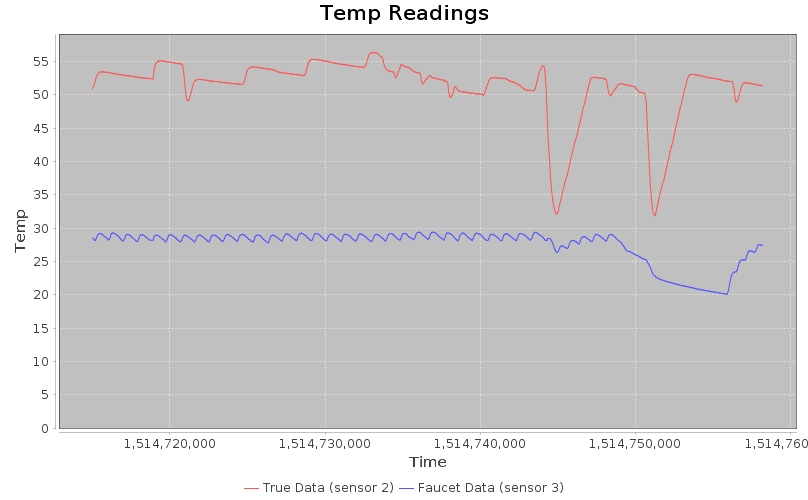 Temp Readings
55
50
45
40
35
30
25
20
15
10
5
0
Temp
1,514,720,000 1,514,730,000 1,514,740,000 1,514,750,000 1,514,760
Time
True Data (sensor 2) Faucet Data (sensor 3)